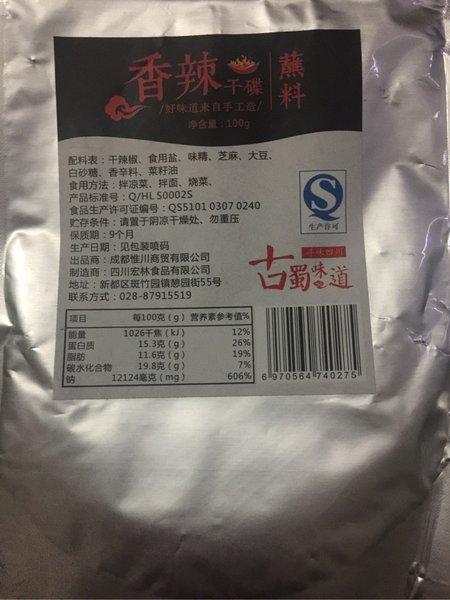 香辣干碟
蘸料
/好味道来自手工造/
净含量：100g
配料表：干辣椒、食用盐、味精、芝麻、大豆、
白砂糖、香辛料、菜籽油
食用方法：拌凉菜、拌面、烧菜、
产品标准号：Q/HL S0002S
食品生产许可证编号：QS5101 0307 0240
贮存条件：请置于阴凉干燥处、勿重压
保质期：9个月
生产日期：见包装喷码
出品商：成都惟川商贸有限公司
制造商：四川宏林食品有限公司
地址：新都区斑竹园镇憩园街55号
联系方式：028-87915519
生产许可
寻味四川
古蜀味道
项目 每100克（g） 营养素参考值%
能量 1026千焦（kJ） 12%
蛋白质 15.3克（g） 26%
脂肪 11.6克（g） 19%
碳水化合物 19.8克（g） 7%
钠 12124毫克（mg） 606%
6 970564 740275